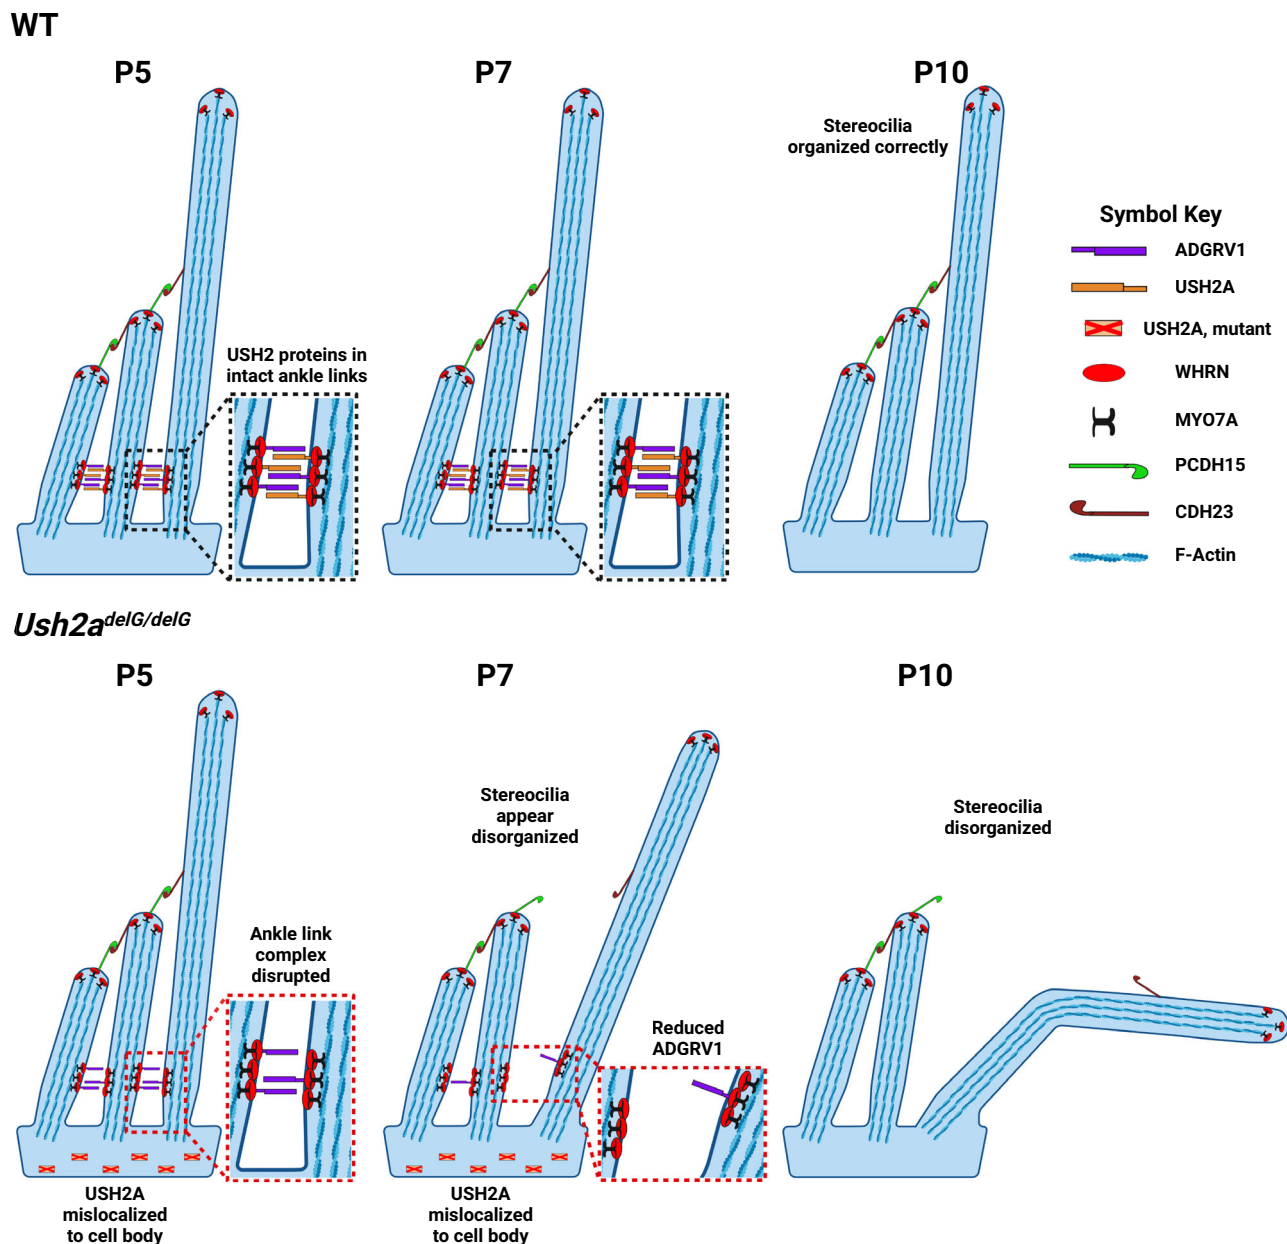 WT
P5
P7
P10
Stereocilia
organized correctly
USH2 proteins in
intact ankle links
Symbol Key
ADGRV1
USH2A
USH2A, mutant
WHRN
MYO7A
PCDH15
CDH23
F-Actin
Ush2adelG/delG
P5
P7
P10
Stereocilia
appear
disorganized
Stereocilia
disorganized
Ankle link
complex
disrupted
Reduced
ADGRV1
USH2A
mislocalized
to cell body
USH2A
mislocalized
to cell body